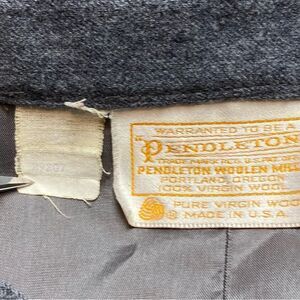 WARRANTED TO BE A
"PENDLETON
TRADE MARK REG. U.S. PAT. OFF.
PENDLETON WOOLEN MILLS
PORTLAND, OREGON
100% VIRGIN WOOL
PURE VIRGIN WOOL
® MADE IN U.S.A.